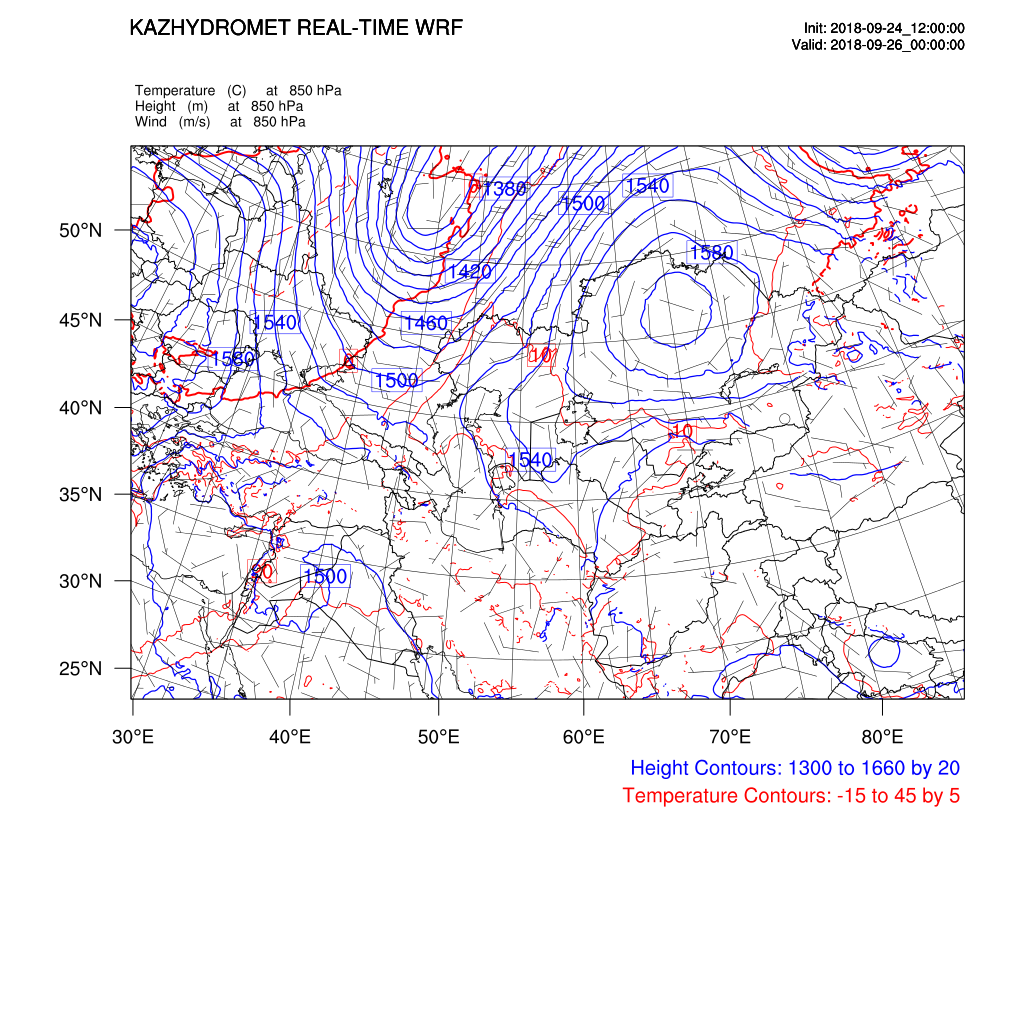 KAZHYDROMET REAL-TIME WRF
Init: 2018-09-24_12:00:00
Valid: 2018-09-26_00:00:00
Temperature (C) at 850 hPa
Height (m) at 850 hPa
Wind (m/s) at 850 hPa
1380
1540
1500
50°N
1580
1420
45°N
1540
1460
1580
10
0
1500
40°N
10
1540
35°N
30°N
1500
25°N
30°E
40°E
50°E
60°E
70°E
80°E
Height Contours: 1300 to 1660 by 20
Temperature Contours: -15 to 45 by 5